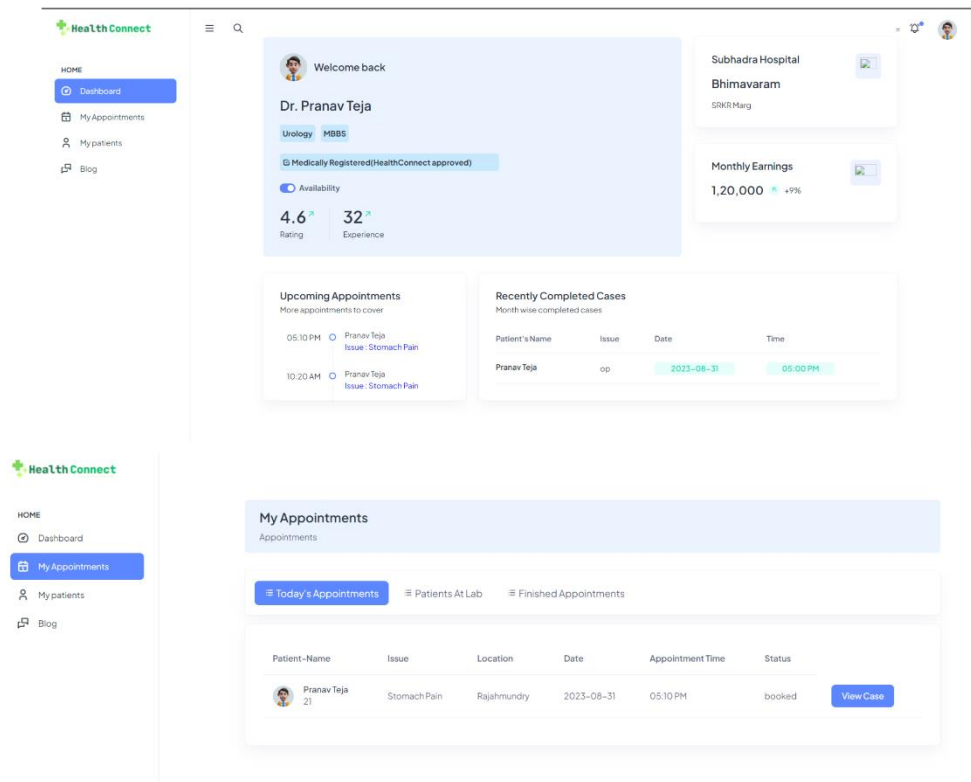 Health Connect
HOME
Dashboard
My Appointments
My patients
Blog
Welcome back
Dr. Pranav Teja
Urology MBBS
Medically Registered(HealthConnect approved)
Availability
4.6 32
Rating Experience
Subhadra Hospital
Bhimavaram
SRKR Marg
Monthly Earnings
1,20,000 +9%
Upcoming Appointments
More appointments to cover
05:10 PM Pranav Teja
Issue : Stomach Pain
10:20 AM Pranav Teja
Issue : Stomach Pain
Recently Completed Cases
Month wise completed cases
Patient's Name Issue Date Time
Pranav Teja op 2023-08-31 05:00 PM
Health Connect
HOME
Dashboard
My Appointments
My patients
Blog
My Appointments
Appointments
Today's Appointments Patients At Lab Finished Appointments
Patient-Name Issue Location Date Appointment Time Status
Pranav Teja
21 Stomach Pain Rajahmundry 2023-08-31 05:10 PM booked View Case